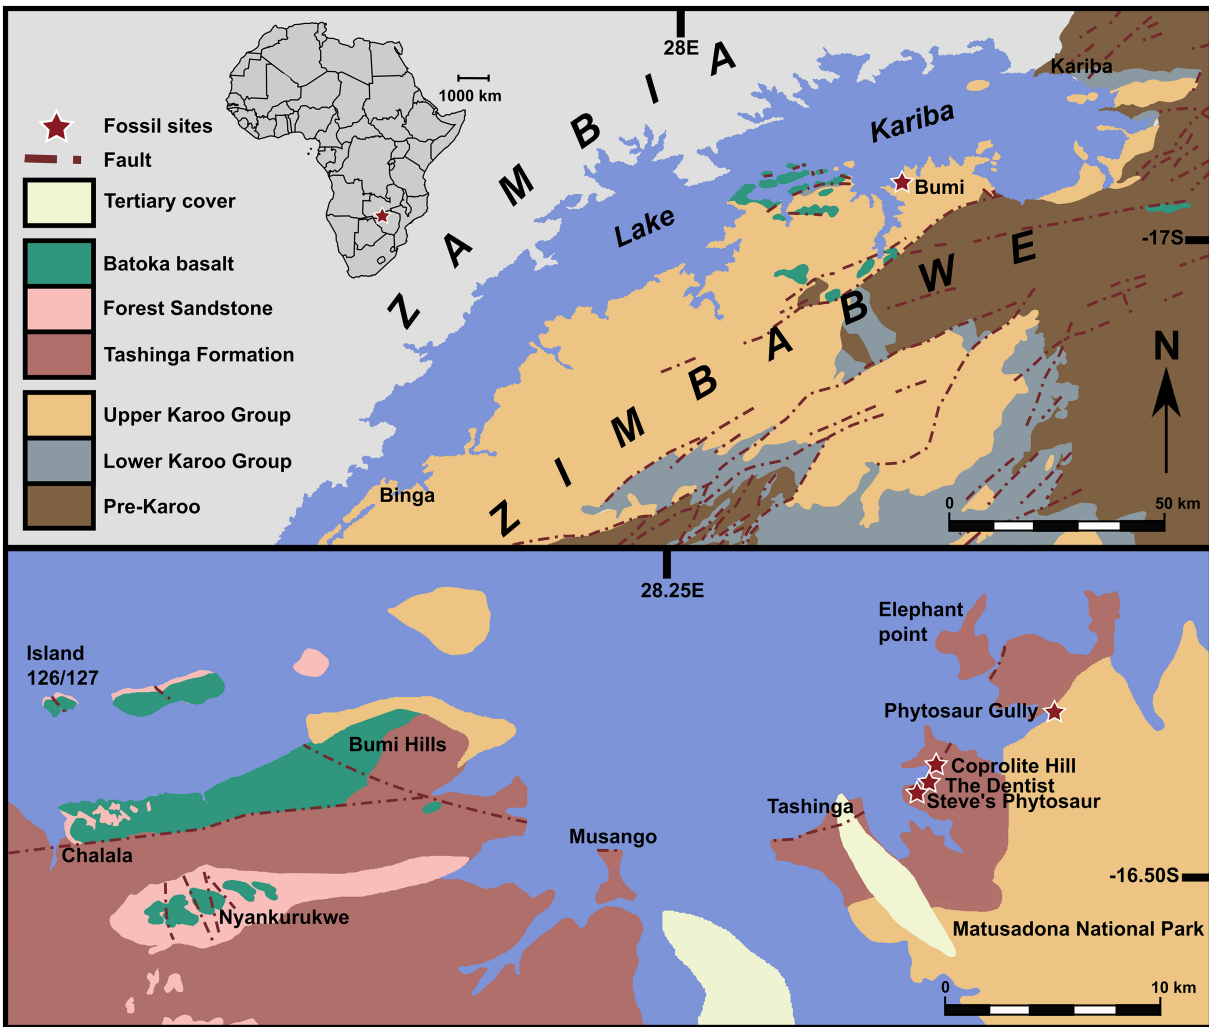 28E
1000 km
Fossil sites
Fault
Tertiary cover
Batoka basalt
Forest Sandstone
Tashinga Formation
Upper Karoo Group
Lower Karoo Group
Pre-Karoo
ZAMBIA
Lake Kariba
Kariba
Bumi
-17S
ZIMBABWE
N
Binga
0 50 km
28.25E
Island
126/127
Elephant
point
Phytosaur Gully
Bumi Hills
Coprolite Hill
The Dentist
Steve's Phytosaur
Tashinga
Musango
Chalala
-16.50S
Nyankurukwe
Matusadona National Park
0 10 km